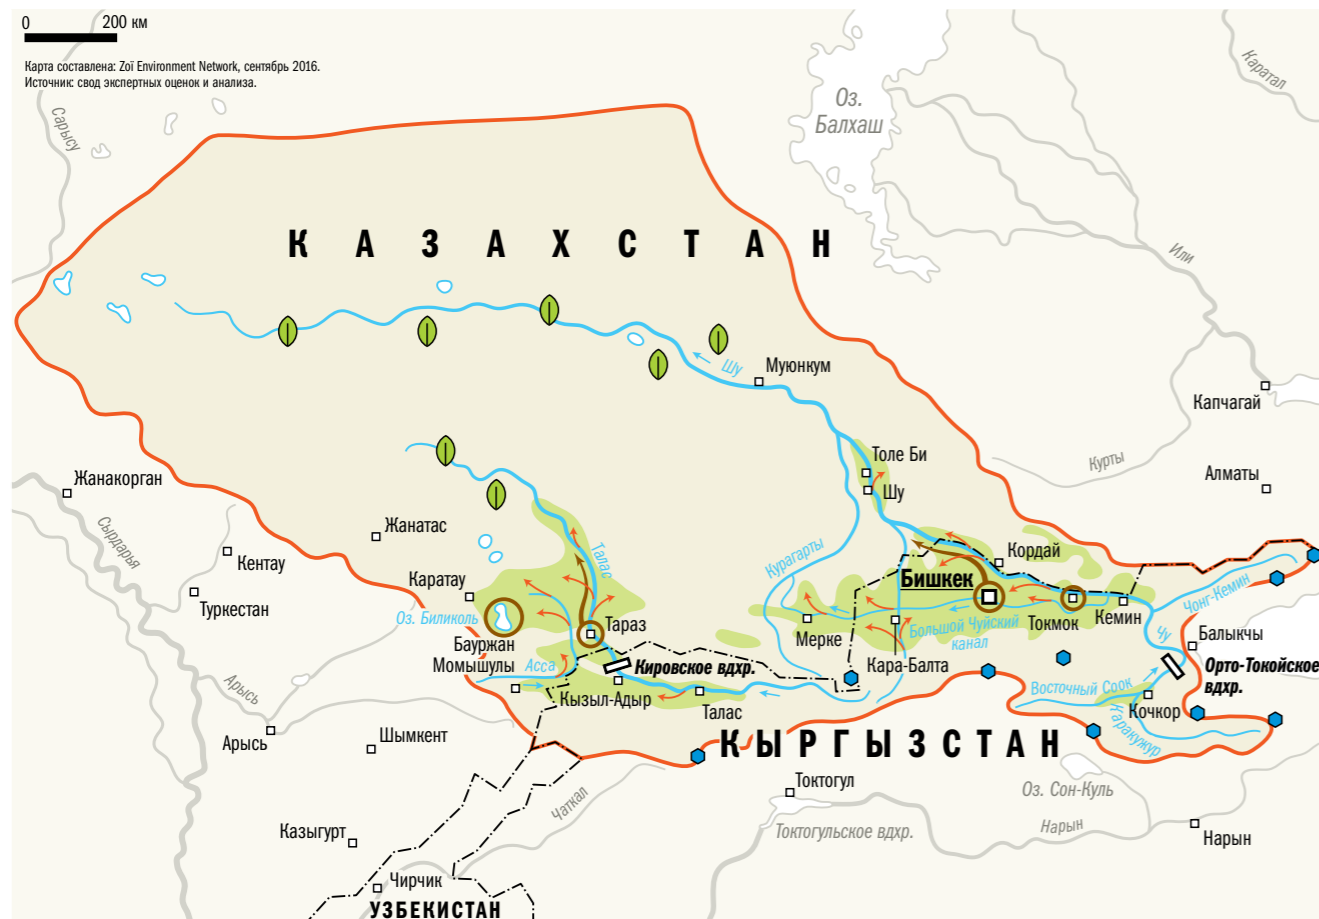 0 200 км
Карта составлена: Zoï Environment Network, сентябрь 2016.
Источник: свод экспертных оценок и анализа.
Сарысу
Оз.
Балхаш
Каратал
КАЗАХСТАН
Или
Шу
Муюнкум
Капчагай
Курты
Алматы
Толе Би
Шу
Жанакорган
Сырдарья
Жанатас
Кентау
Туркестан
Каратау
Талас
Курагарты
Кордай
Бишкек
Оз. Биликоль
Тараз
Бауржан
Момышулы
Асса
Кировское вдхр.
Мерке
Большой Чуйский
канал
Токмок
Кемин
Чонг-Кемин
Чу
Балыкчы
Орто-Токойское
вдхр.
Кара-Балта
Кызыл-Адыр
Талас
Восточный Соок
Кочкор
Каракужур
Арысь
Арысь
Шымкент
КЫРГЫЗСТАН
Токтогул
Оз. Сон-Куль
Чаткал
Токтогульское вдхр.
Нарын
Нарын
Казыгурт
Чирчик
УЗБЕКИСТАН